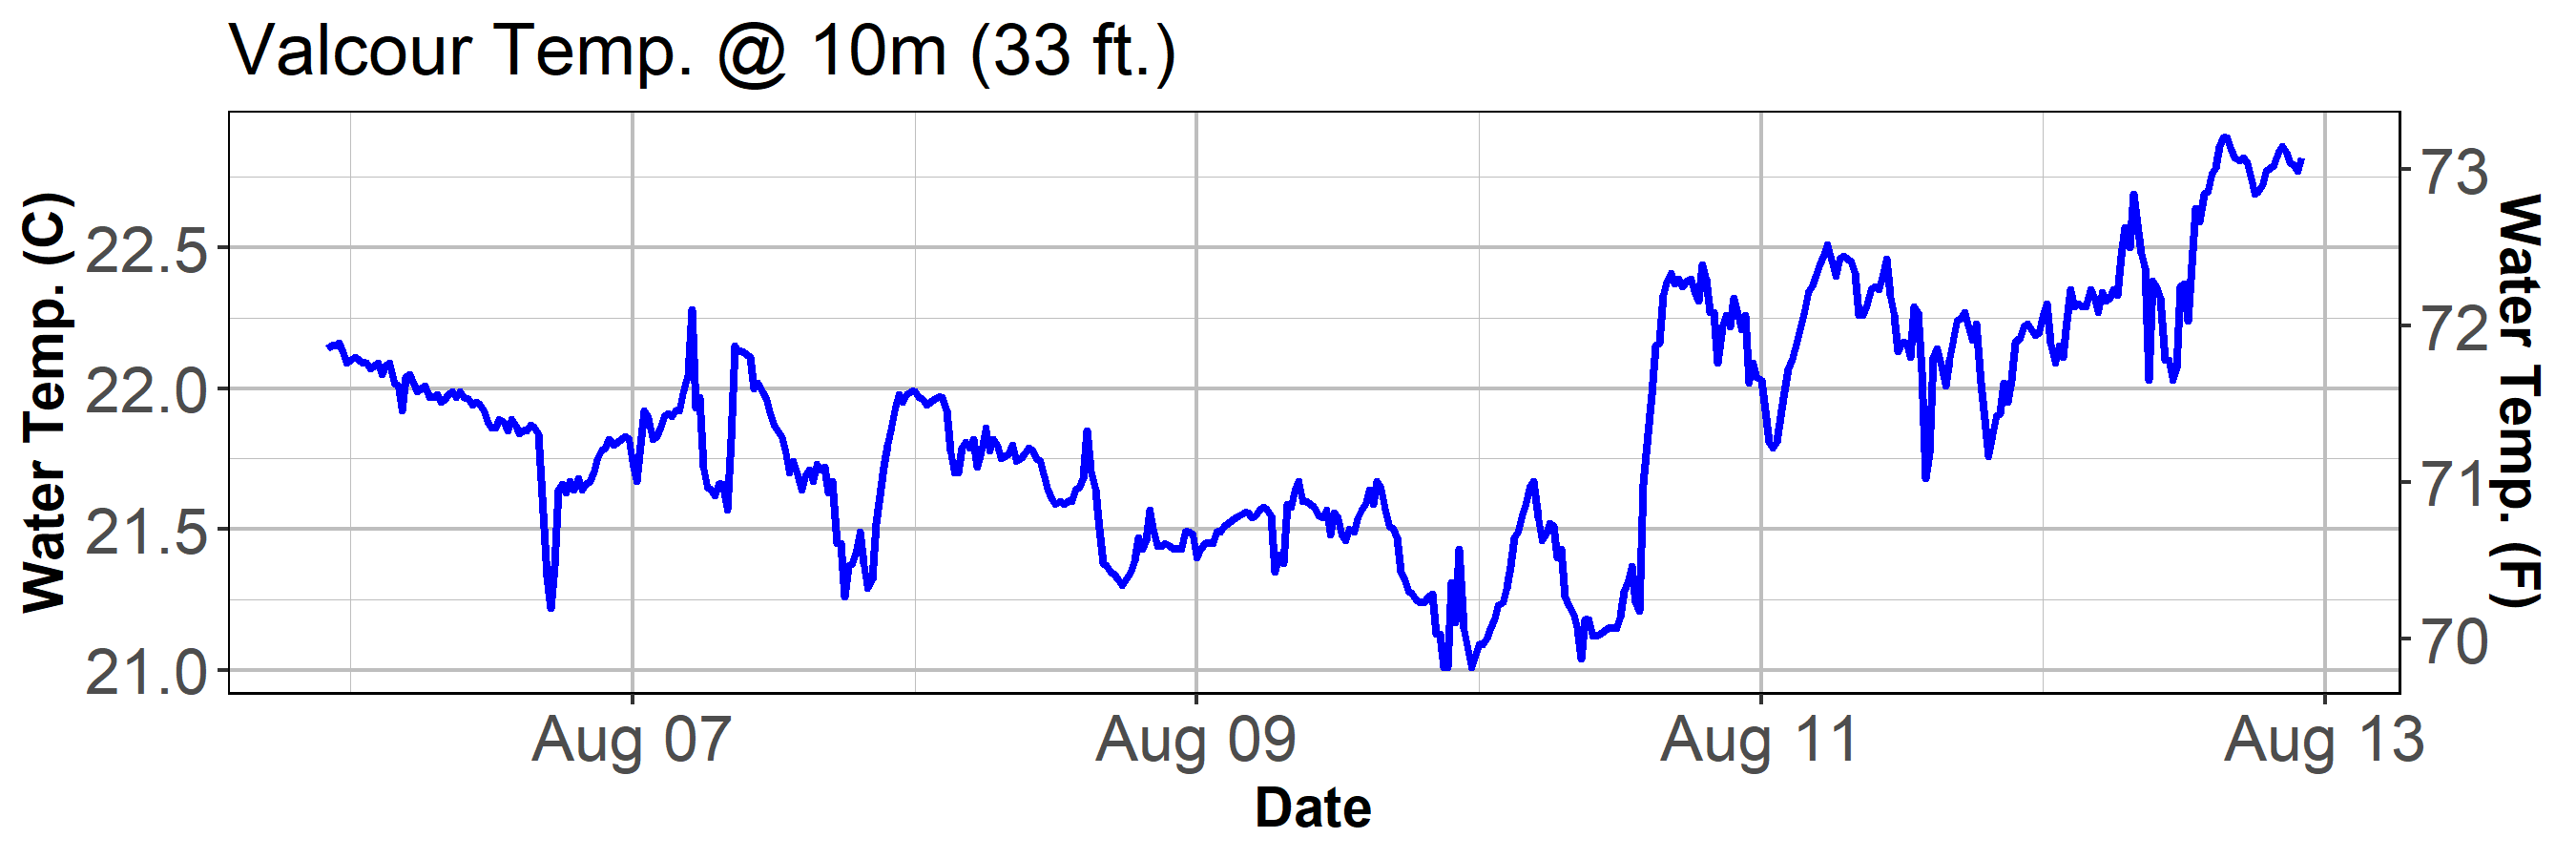 Valcour Temp. @ 10m (33 ft.)
Water Temp. (C)
22.5
22.0
21.5
21.0
73
72
71
70
Water Temp. (F)
Aug 07
Aug 09
Aug 11
Aug 13
Date